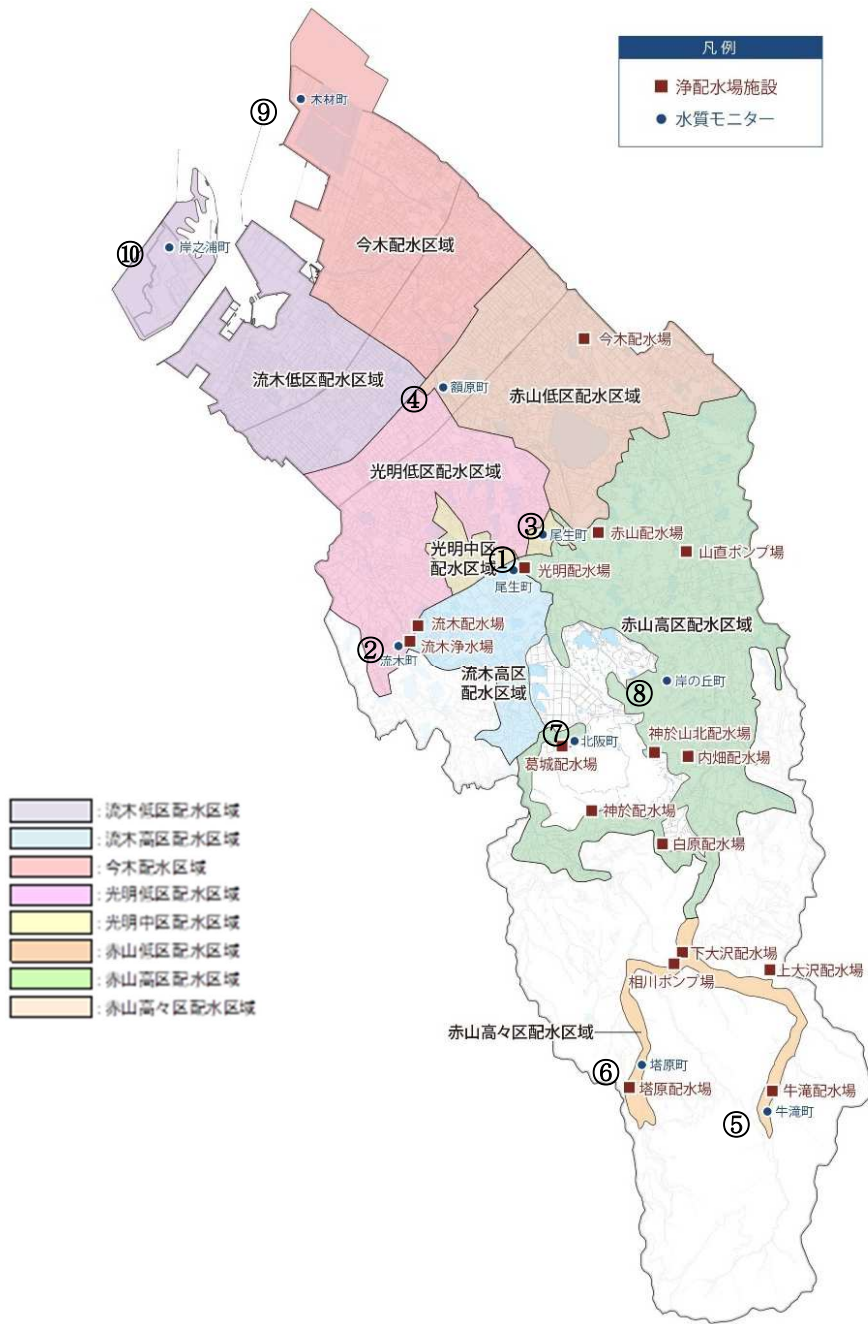 凡例
浄配水場施設
水質モニター
⑨
木材町
⑩
岸之浦町
今木配水区域
今木配水場
流木低区配水区域
④
額原町
赤山低区配水区域
光明低区配水区域
③
尾生町
赤山配水場
山直ポンプ場
光明中区
配水区域
①
尾生町
光明配水場
流木配水場
流木浄水場
②
流木町
赤山高区配水区域
流木高区
配水区域
⑧
岸の丘町
⑦
北阪町
葛城配水場
神於山北配水場
内畑配水場
神於配水場
白原配水場
:流木低区配水区域
:流木高区配水区域
:今木配水区域
:光明低区配水区域
:光明中区配水区域
:赤山低区配水区域
:赤山高区配水区域
:赤山高々区配水区域
下大沢配水場
相川ポンプ場
上大沢配水場
赤山高々区配水区域
塔原町
⑥
塔原配水場
牛滝配水場
⑤
牛滝町